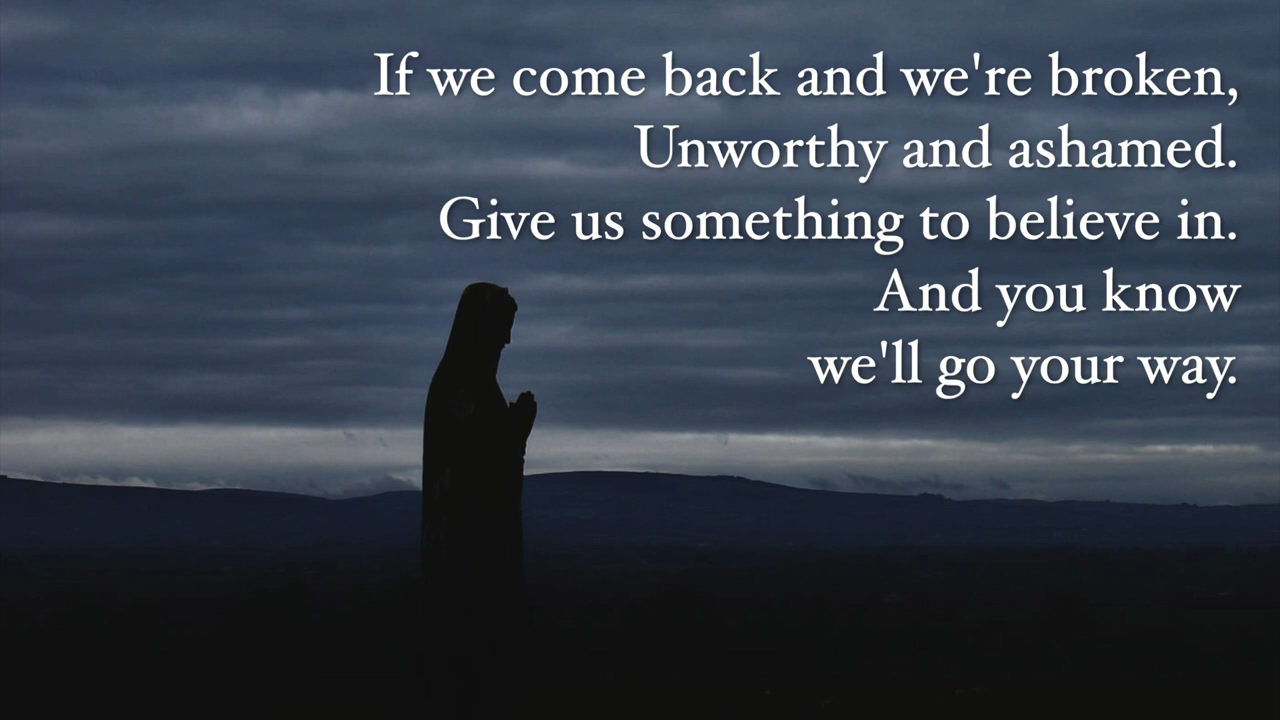 If we come back and we're broken,
Unworthy and ashamed.
Give us something to believe in.
And you know
we'll go your way.